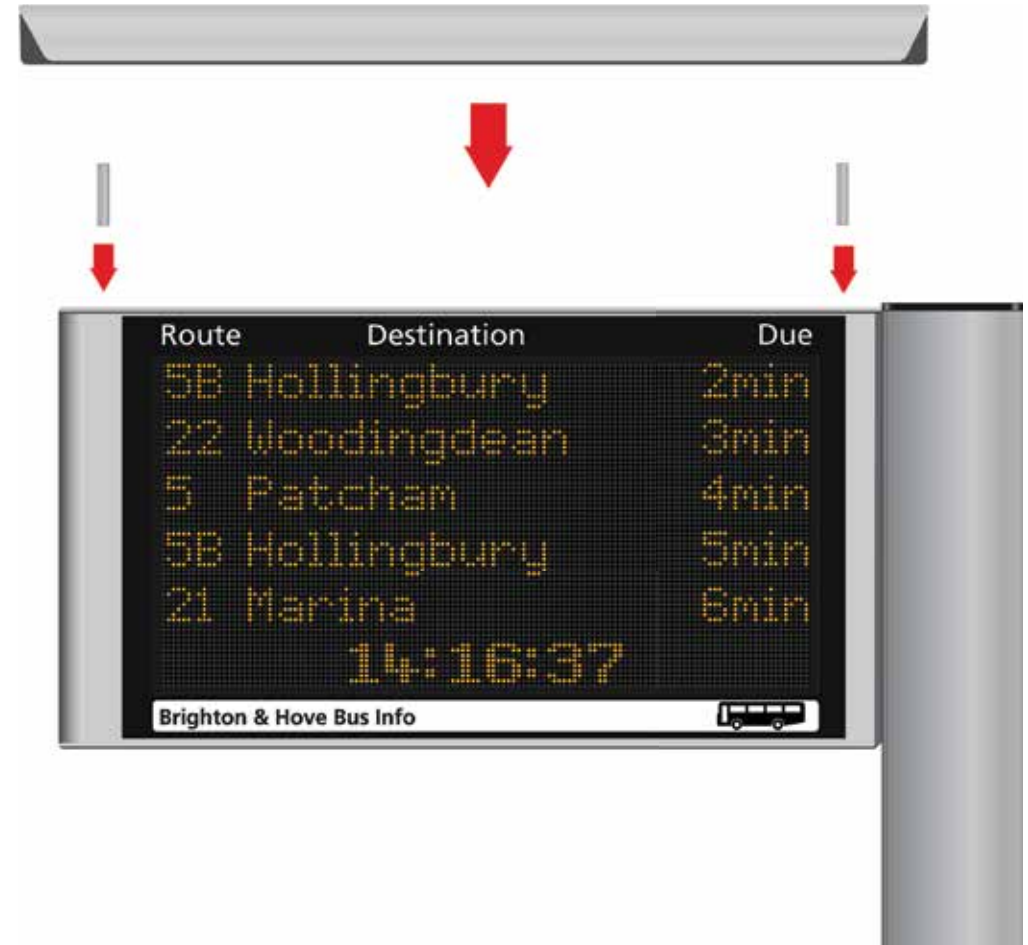 Route Destination Due
5B Hollingbury 2min
22 Woodingdean 3min
5 Patcham 4min
5B Hollingbury 5min
21 Marina 6min
14:16:37
Brighton & Hove Bus Info